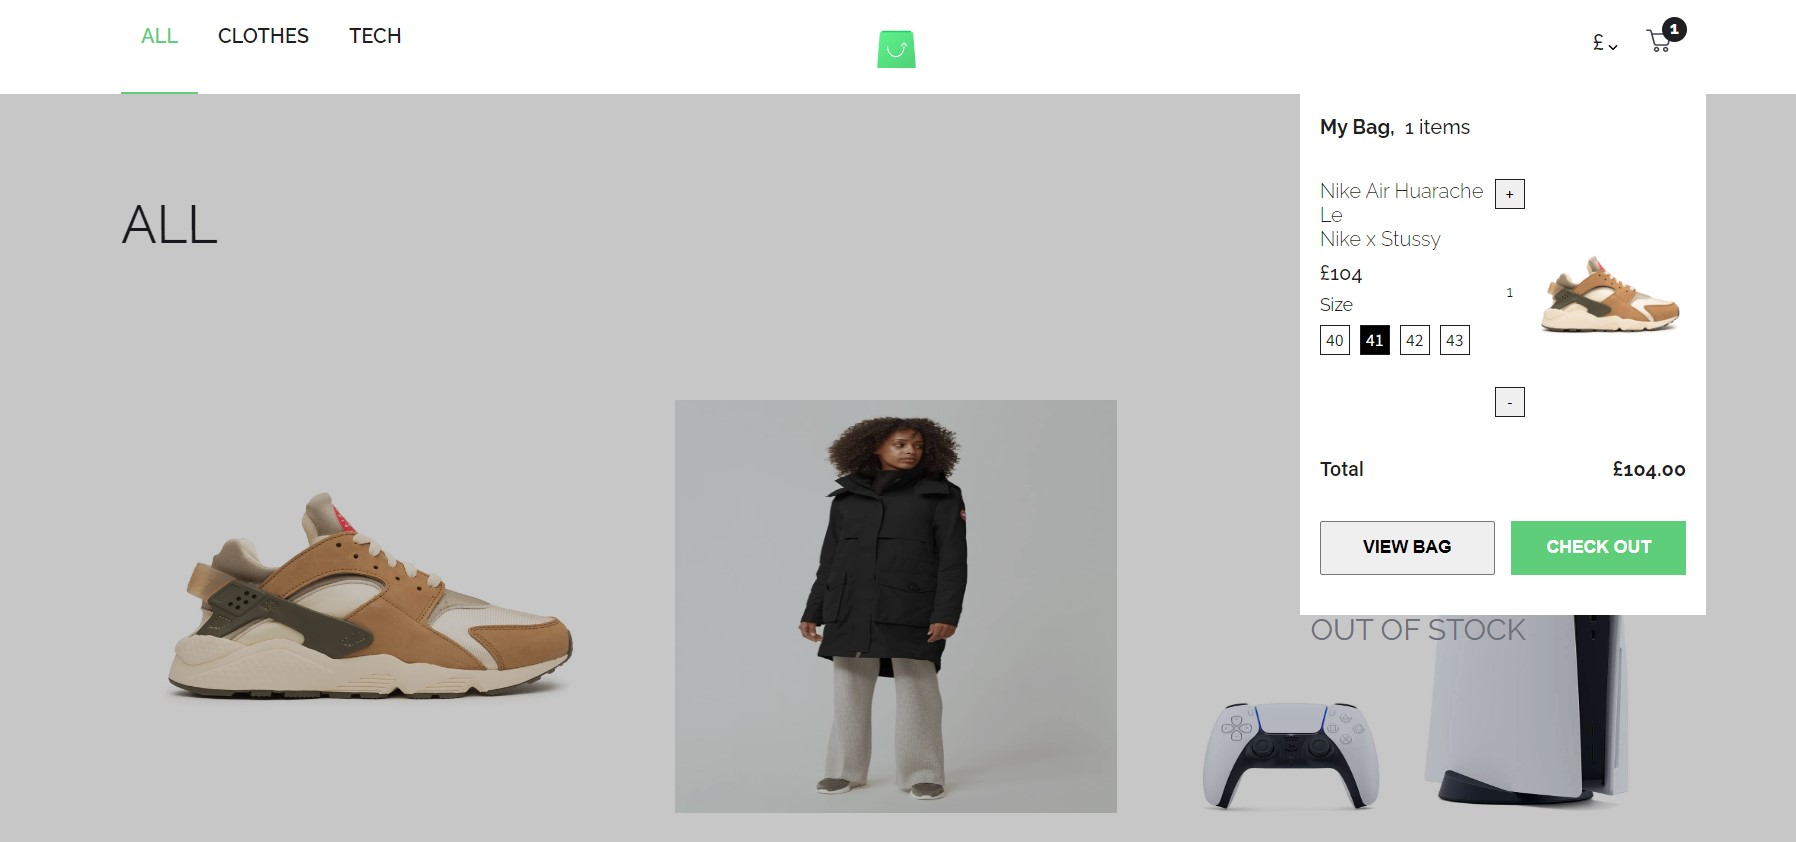 ALL CLOTHES TECH
£
1
My Bag, 1 items
Nike Air Huarache
Le
Nike x Stussy
£104
Size
40 41 42 43
+
1
-
Total £104.00
VIEW BAG CHECK OUT
ALL
OUT OF STOCK